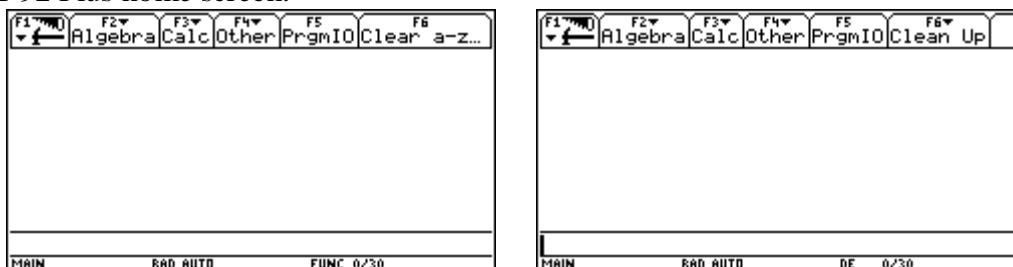 92 Plus home screen.
F1 F2 F3 F4 F5 F6
Algebra Calc Other PrgmIO Clear a-z...
MAIN RAD AUTO FUNC 0/30
F1 F2 F3 F4 F5 F6
Algebra Calc Other PrgmIO Clean Up
MAIN RAD AUTO DE 0/30